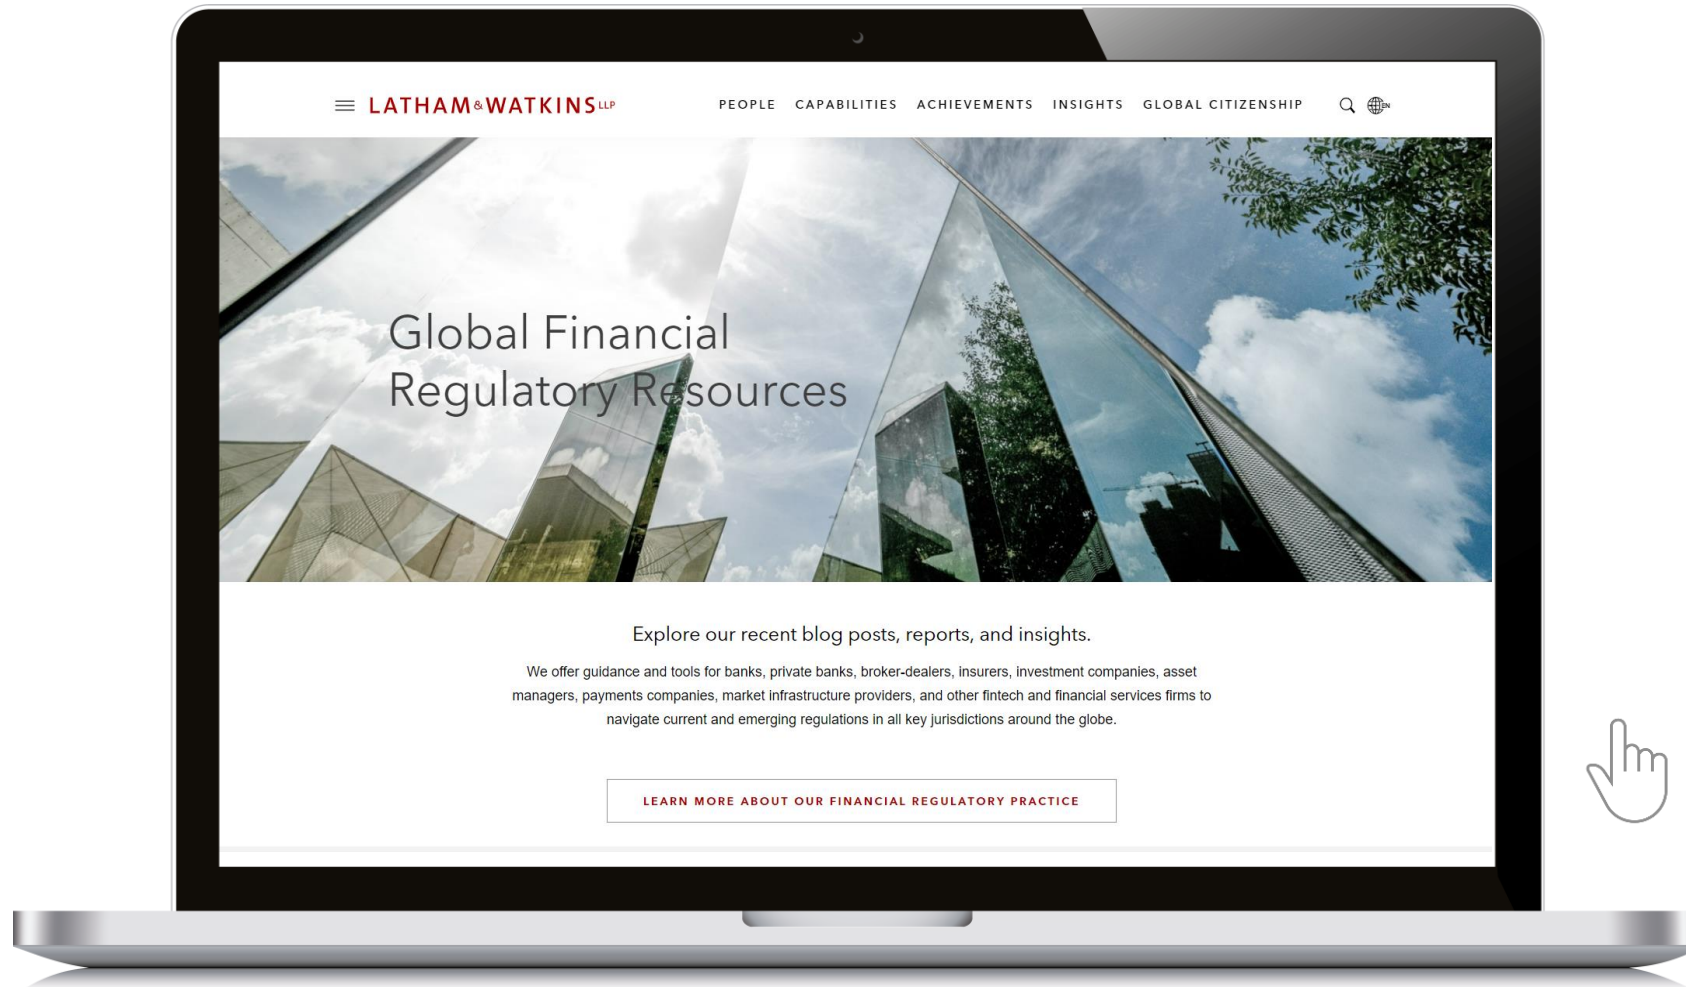 LATHAM&WATKINS LLP
PEOPLE CAPABILITIES ACHIEVEMENTS INSIGHTS GLOBAL CITIZENSHIP
EN
Global Financial
Regulatory Resources
Explore our recent blog posts, reports, and insights.
We offer guidance and tools for banks, private banks, broker-dealers, insurers, investment companies, asset
managers, payments companies, market infrastructure providers, and other fintech and financial services firms to
navigate current and emerging regulations in all key jurisdictions around the globe.
LEARN MORE ABOUT OUR FINANCIAL REGULATORY PRACTICE